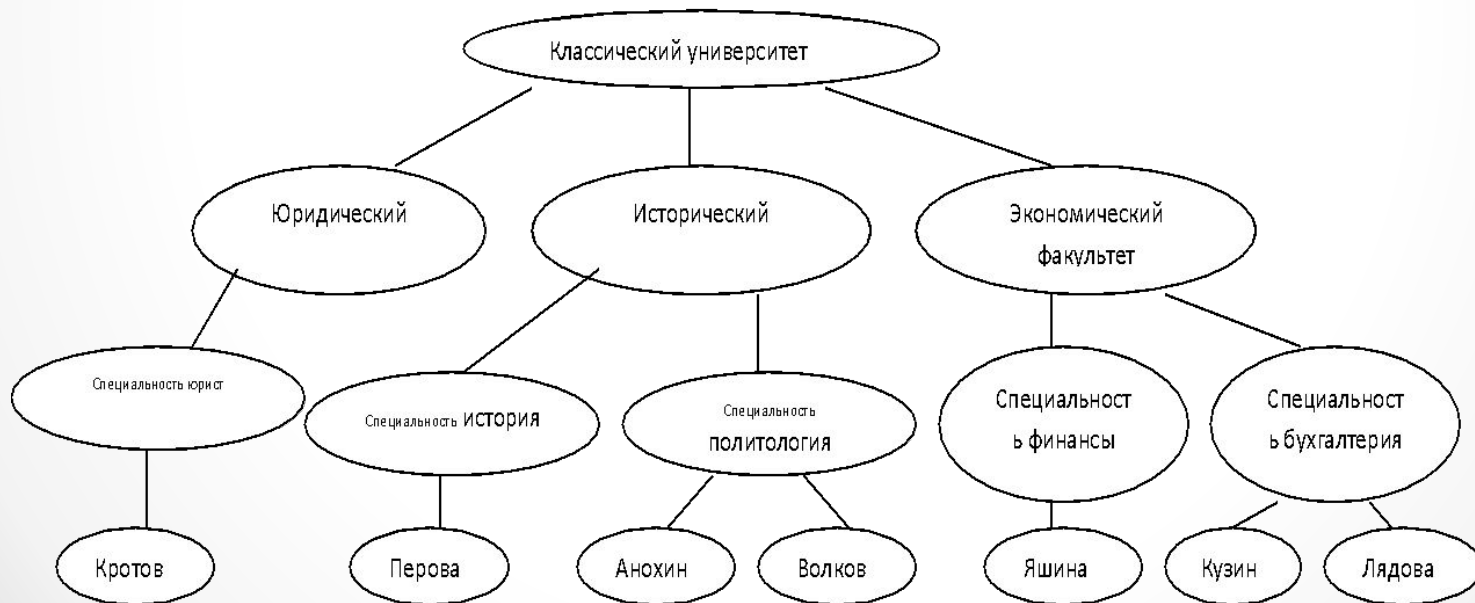 Классический университет
Юридический
Исторический
Экономический
факультет
Специальность юрист
Специальность история
Специальность
политология
Специальност
ь финансы
Специальност
ь бухгалтерия
Кротов
Перова
Анохин
Волков
Яшина
Кузин
Лядова